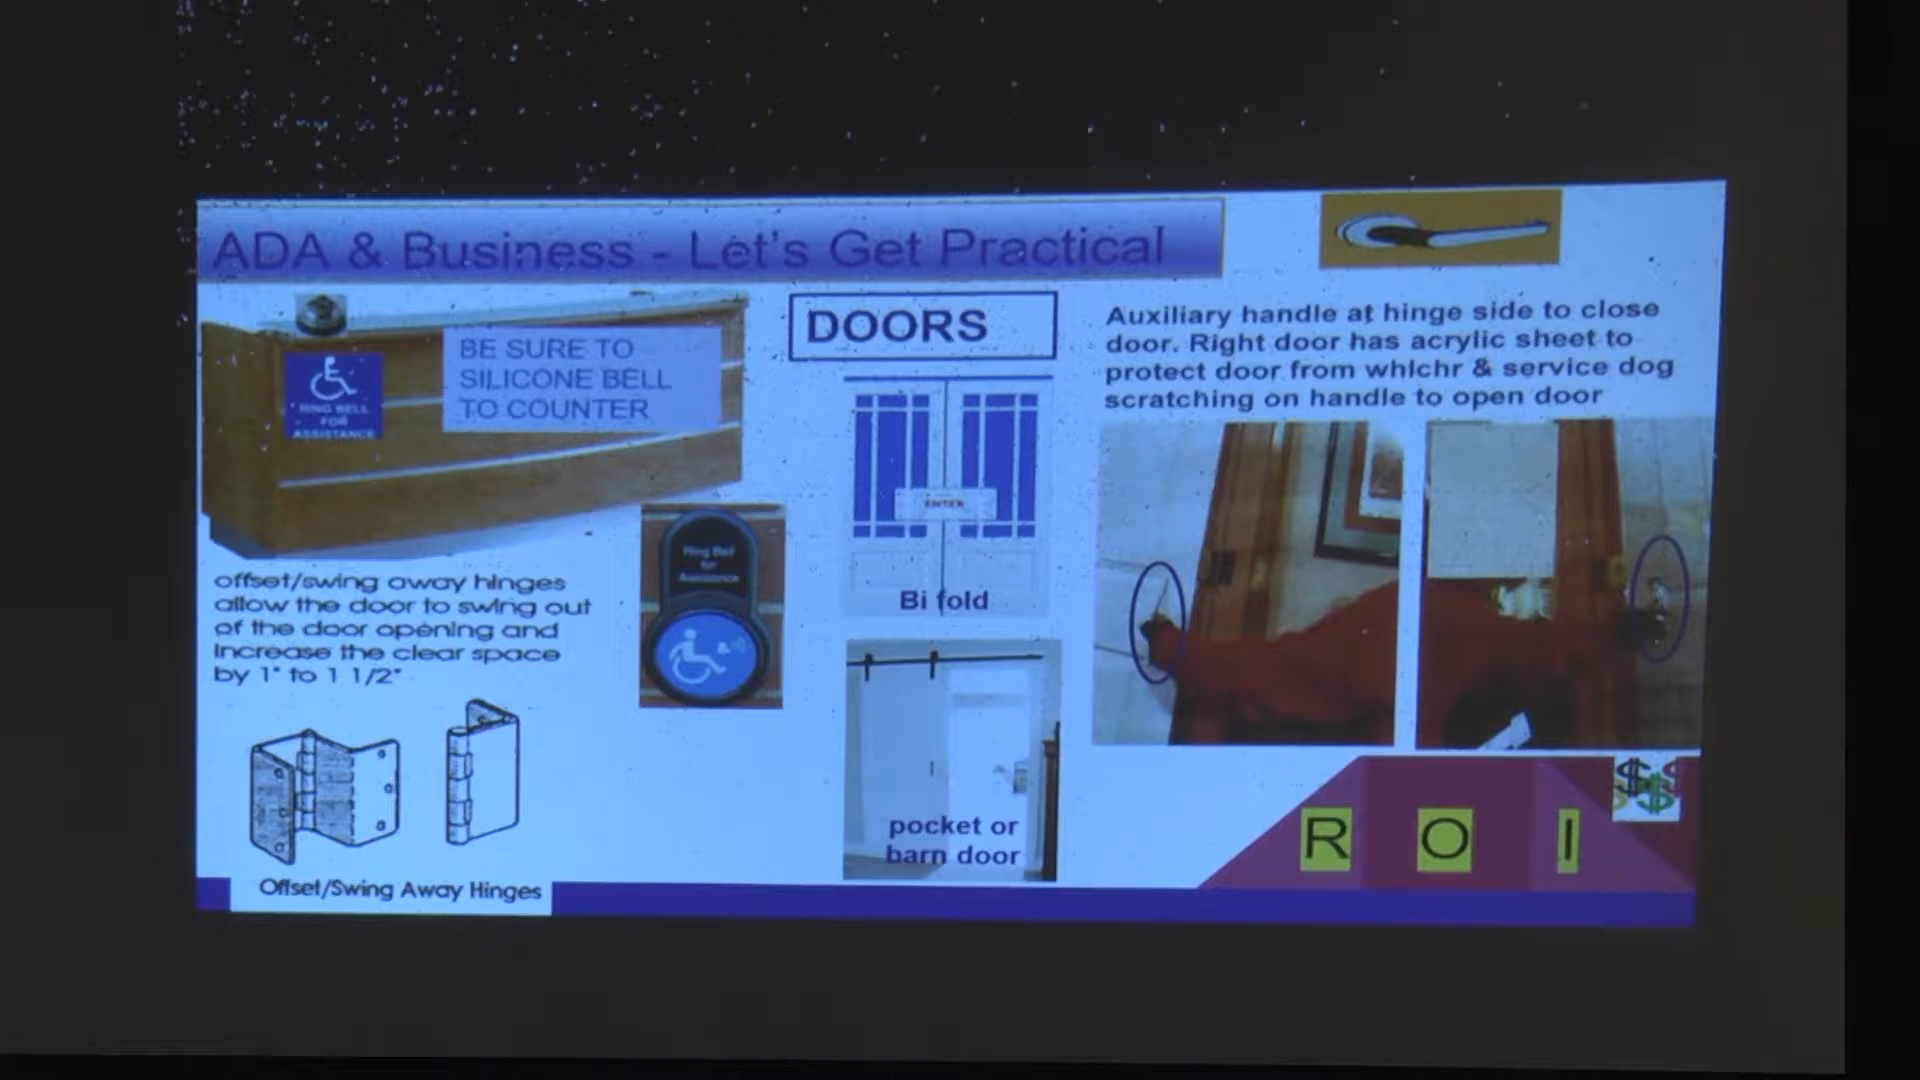 ADA & Business - Let's Get Practical
BE SURE TO
SILICONE BELL
TO COUNTER
RING BELL
FOR
ASSISTANCE
DOORS
Auxiliary handle at hinge side to close
door. Right door has acrylic sheet to
protect door from whlchr & service dog
scratching on handle to open door
ENTER
Bi fold
Ring Bell
for
Assistance
offset/swing away hinges
allow the door to swing out
of the door opening and
increase the clear space
by 1" to 1 1/2"
pocket or
barn door
Offset/Swing Away Hinges
R O I
$$$